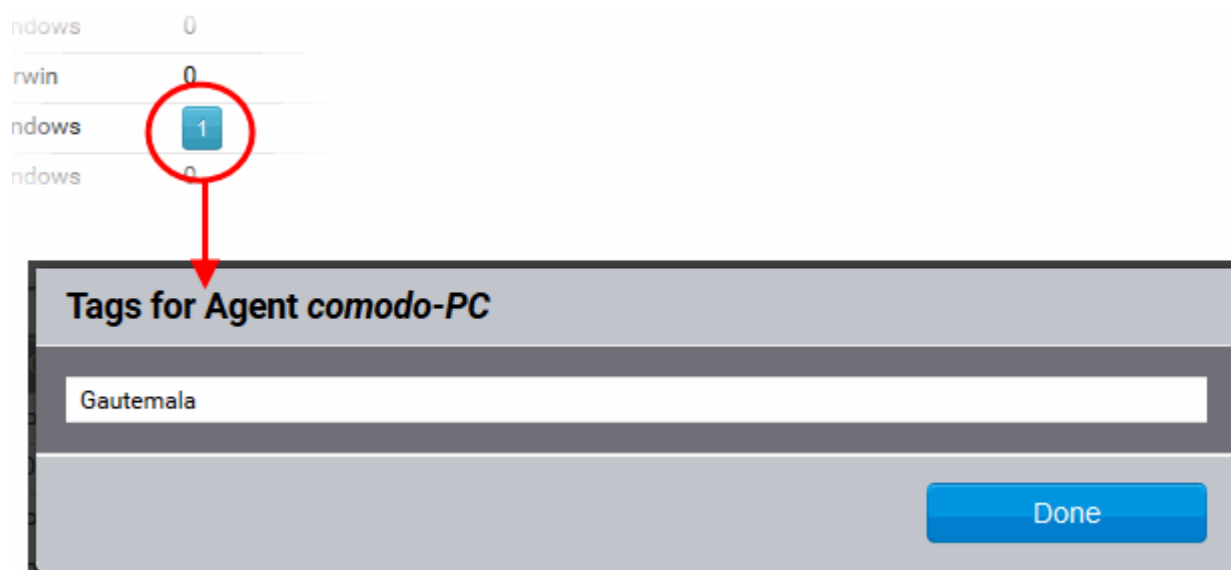 ndows 0
rwin 0
ndows 1
ndows 0
Tags for Agent comodo-PC
Gautemala
Done